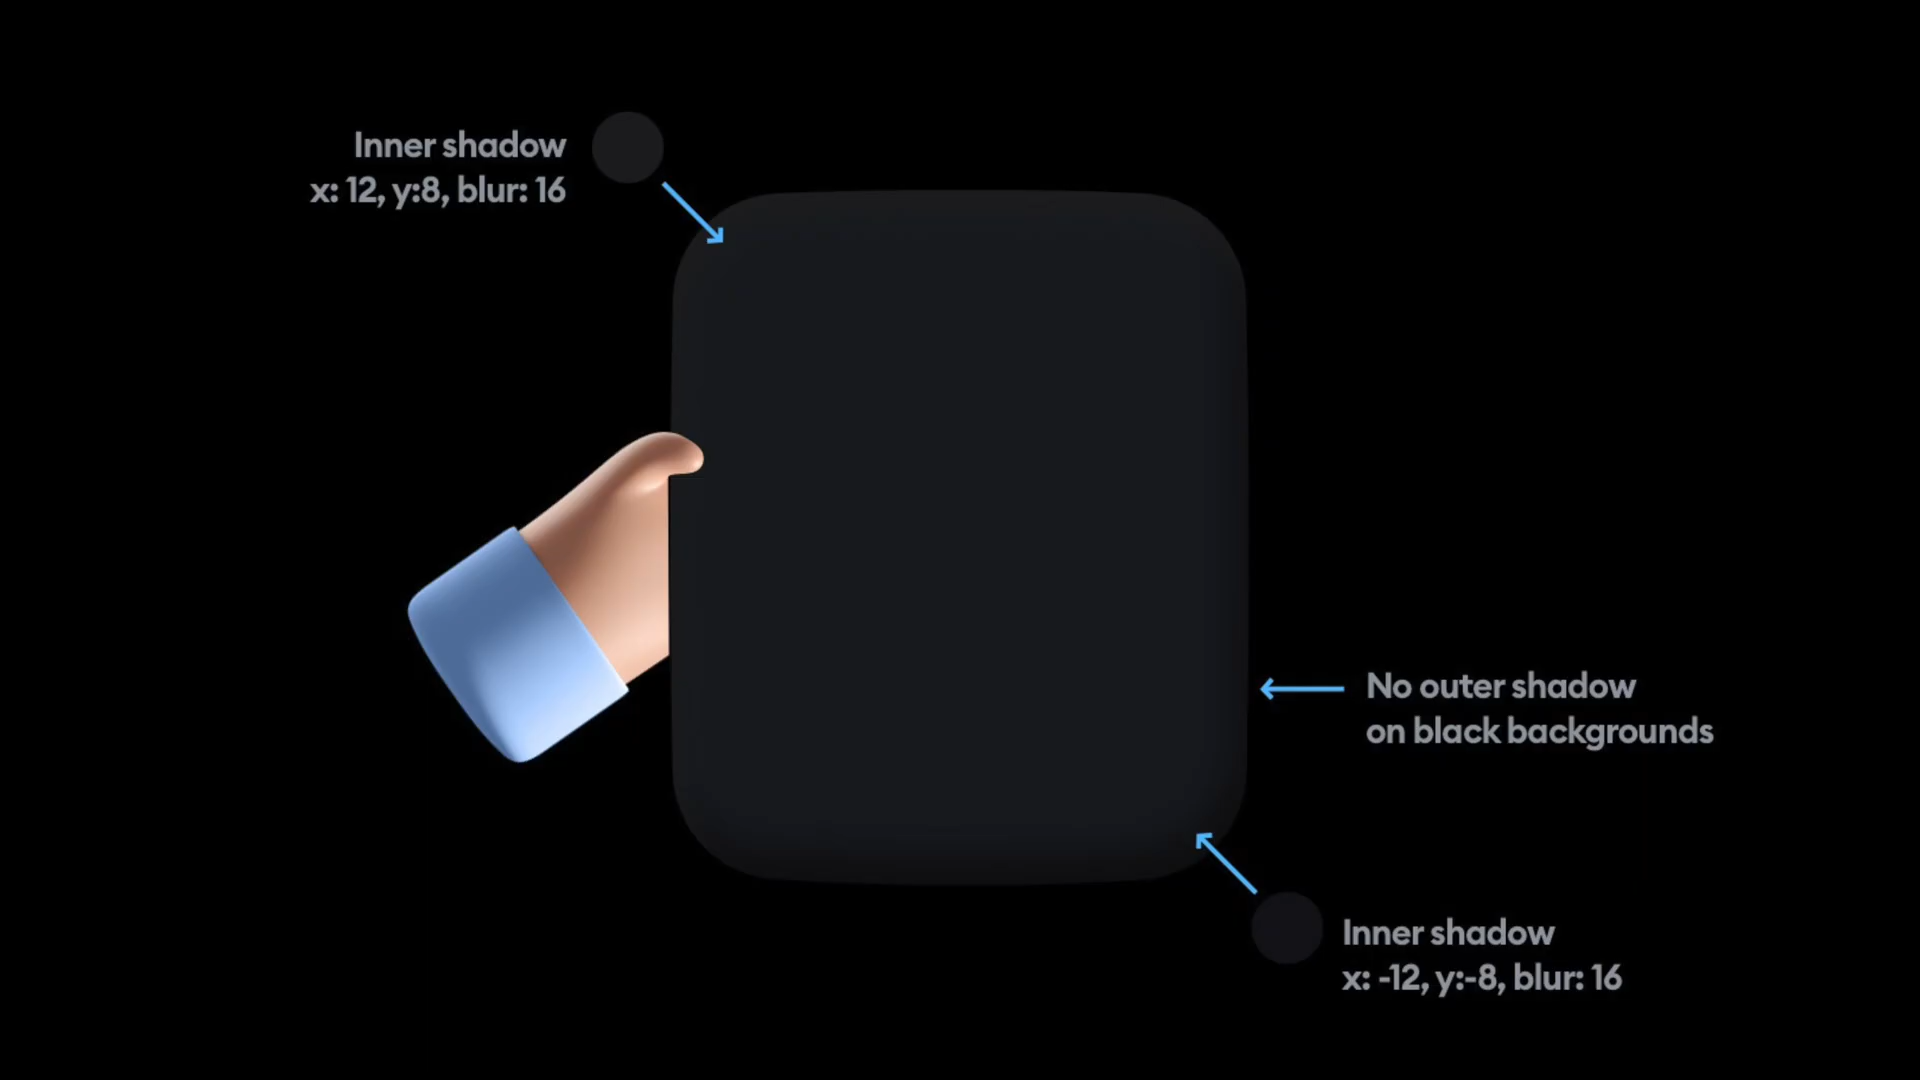 Inner shadow
x: 12, y:8, blur: 16
No outer shadow
on black backgrounds
Inner shadow
x: -12, y:-8, blur: 16